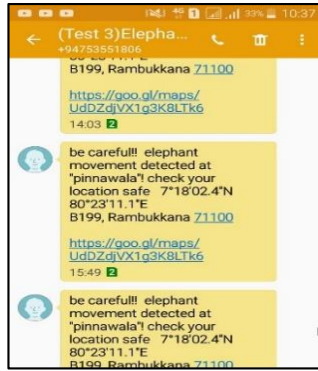 33% 10:37
(Test 3)Elepha...
+94753551806
B199, Rambukkana 71100
https://goo.gl/maps/
UdDZdjVX1g3K8LTk6
14:03 2
be careful!! elephant
movement detected at
"pinnawala"! check your
location safe 7°18'02.4"N
80°23'11.1"E
B199, Rambukkana 71100
https://goo.gl/maps/
UdDZdjVX1g3K8LTk6
15:49 2
be careful!! elephant
movement detected at
"pinnawala"! check your
location safe 7°18'02.4"N
80°23'11.1"E
B199, Rambukkana 71100